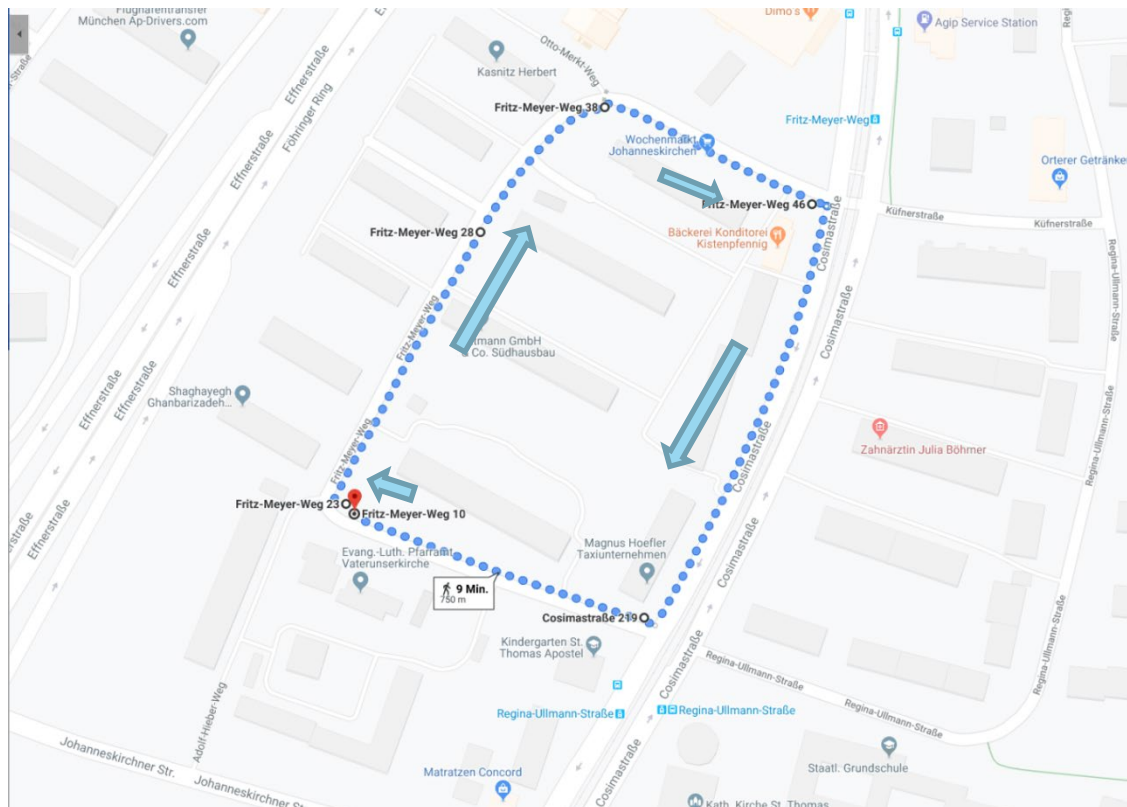 Flughafentransfer
München Ap-Drivers.com
Effnerstraße
Effnerstraße
Föhringer Ring
Effnerstraße
Effnerstraße
Effnerstraße
Effnerstraße
Effnerstraße
Effnerstraße
Kasnitz Herbert
Otto-Merkt-Weg
Dimo's
Agip Service Station
Fritz-Meyer-Weg 38
Wochenmarkt
Johanneskirchen
Fritz-Meyer-Weg
Orterer Getränke
Fritz-Meyer-Weg 46
Küfnerstraße
Küfnerstraße
Bäckerei Konditorei
Kistenpfennig
Fritz-Meyer-Weg 28
Cosimastraße
Cosimastraße
Regina-Ullmann-Straße
Fritz-Meyer-Weg
Co. Südhausbau
Shaghayegh
Ghanbarizadeh...
Zahnärztin Julia Böhmer
Regina-Ullmann-Straße
Fritz-Meyer-Weg
Cosimastraße
Fritz-Meyer-Weg 23
Fritz-Meyer-Weg 10
Magnus Hoefler
Taxiunternehmen
Evang.-Luth. Pfarramt
Vaterunserkirche
9 Min.
750 m
Cosimastraße
Cosimastraße 219
Kindergarten St.
Thomas Apostel
Cosimastraße
Regina-Ullmann-Straße
Regina-Ullmann-Straße
Regina-Ullmann-Straße
Regina-Ullmann-Straße
Adolf-Hieber-Weg
Johanneskirchner Str.
Johanneskirchner
Matratzen Concord
Staatl. Grundschule
Kath. Kirche St. Thomas